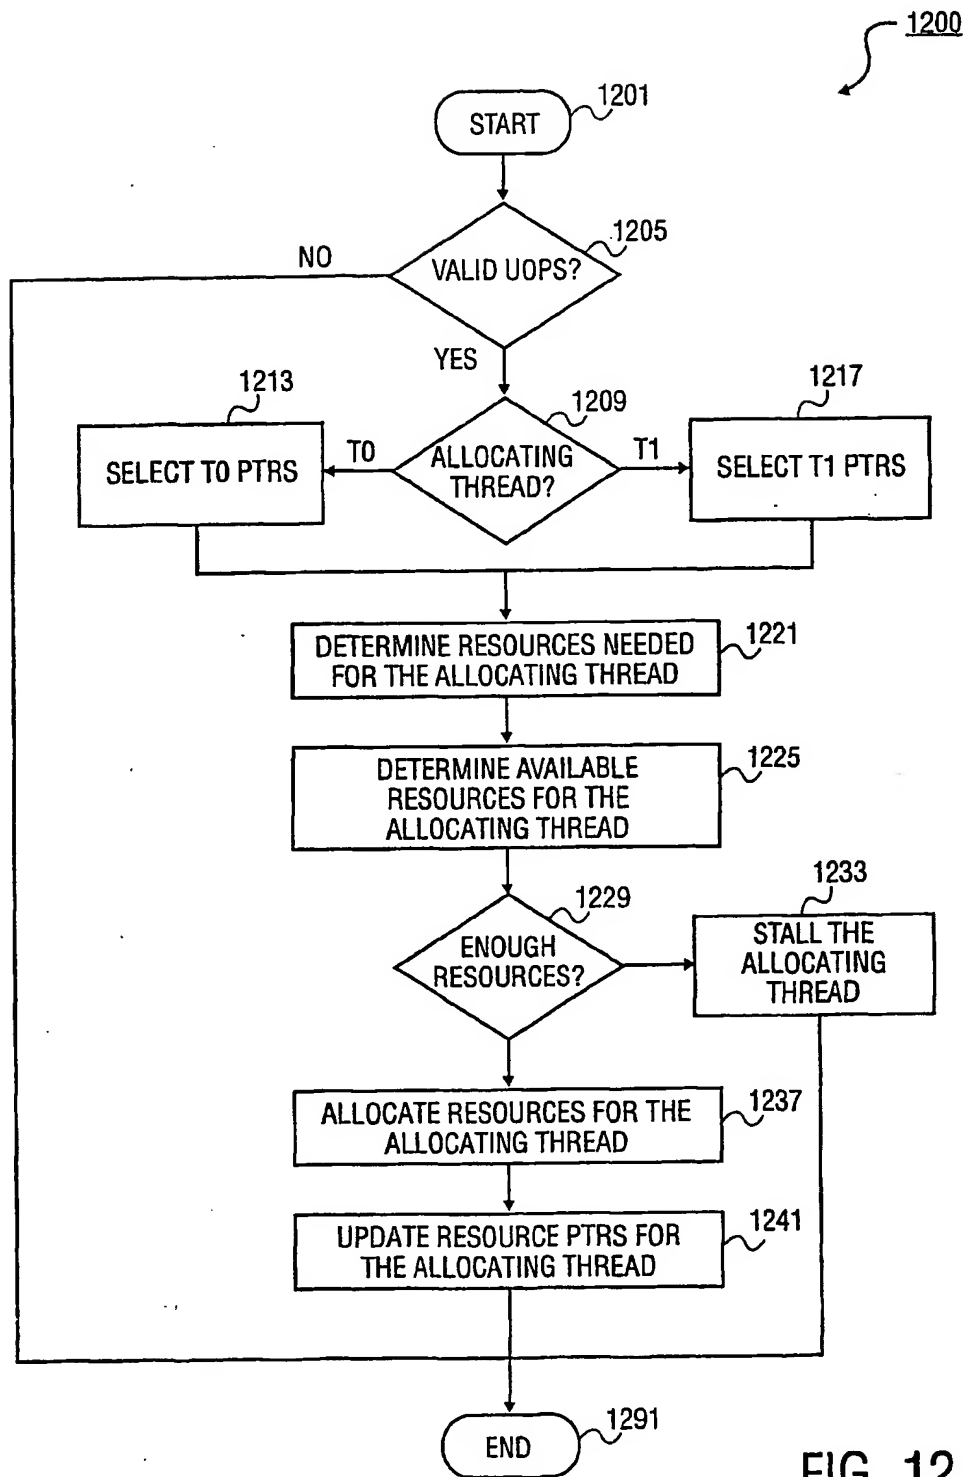 1200
START
1201
VALID UOPS?
1205
NO
YES
1213
SELECT T0 PTRS
T0
ALLOCATING
THREAD?
1209
T1
1217
SELECT T1 PTRS
DETERMINE RESOURCES NEEDED
FOR THE ALLOCATING THREAD
1221
DETERMINE AVAILABLE
RESOURCES FOR THE
ALLOCATING THREAD
1225
ENOUGH
RESOURCES?
1229
1233
STALL THE
ALLOCATING
THREAD
ALLOCATE RESOURCES FOR THE
ALLOCATING THREAD
1237
UPDATE RESOURCE PTRS FOR
THE ALLOCATING THREAD
1241
END
1291
FIG. 12